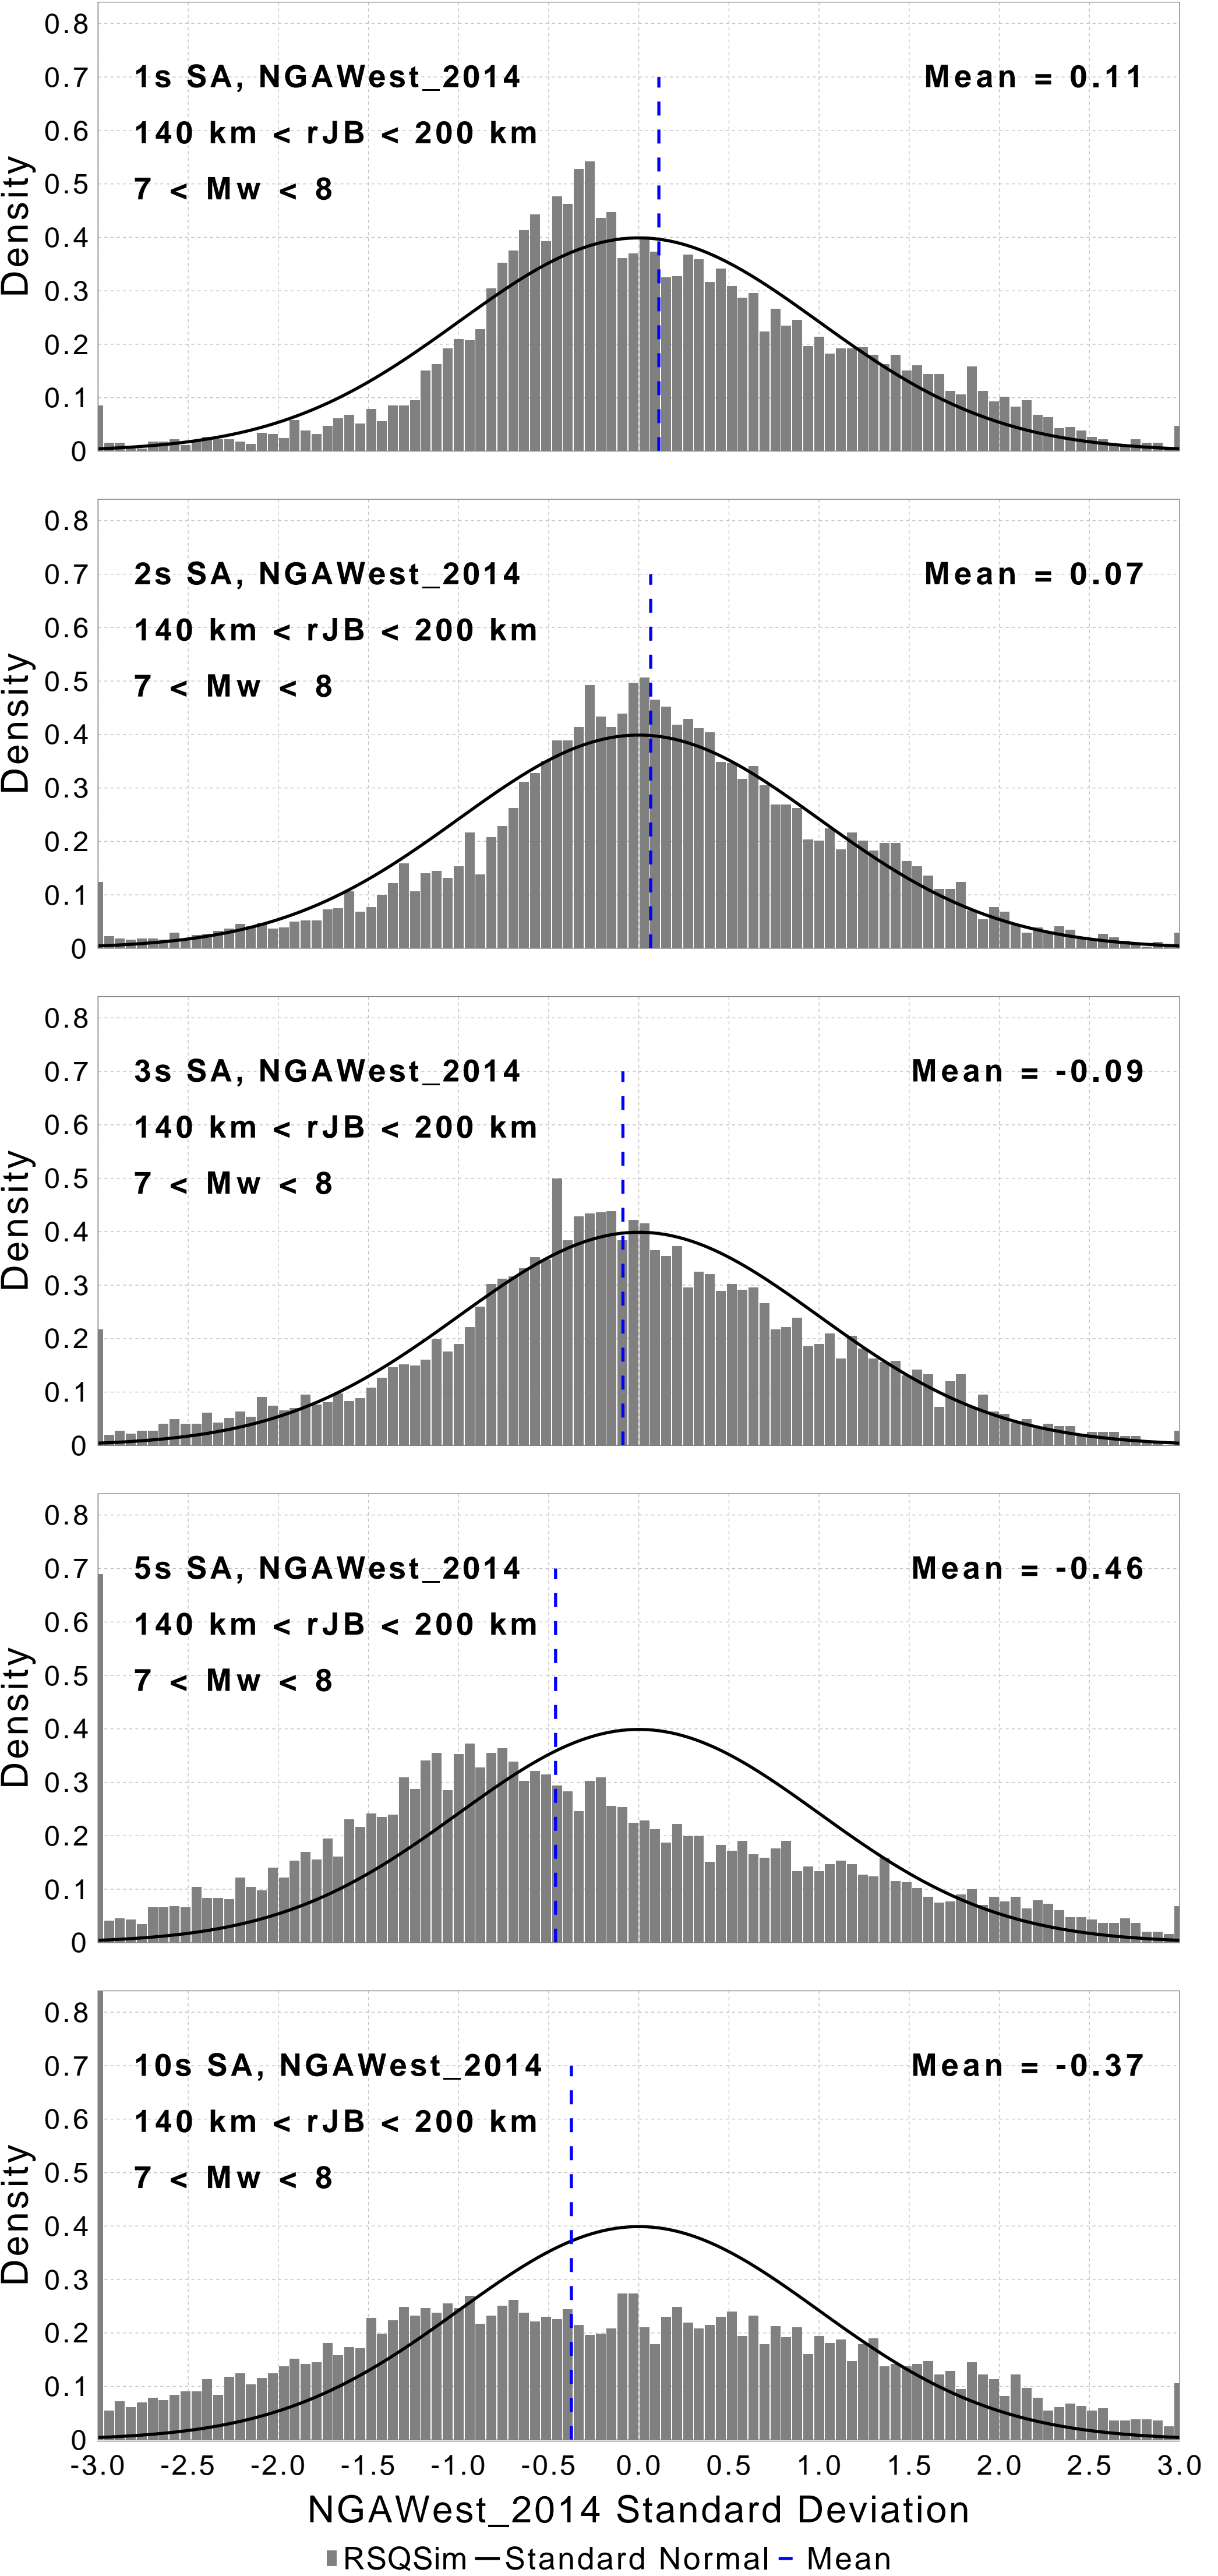 0.8
1s SA, NGAWest_2014 Mean = 0.11
0.7
140 km < rJB < 200 km
0.6
7 < Mw < 8
0.5
0.4
0.3
0.2
0.1
0
Density
0.8
2s SA, NGAWest_2014 Mean = 0.07
0.7
140 km < rJB < 200 km
0.6
7 < Mw < 8
0.5
0.4
0.3
0.2
0.1
0
Density
0.8
3s SA, NGAWest_2014 Mean = -0.09
0.7
140 km < rJB < 200 km
0.6
7 < Mw < 8
0.5
0.4
0.3
0.2
0.1
0
Density
0.8
5s SA, NGAWest_2014 Mean = -0.46
0.7
140 km < rJB < 200 km
0.6
7 < Mw < 8
0.5
0.4
0.3
0.2
0.1
0
Density
0.8
10s SA, NGAWest_2014 Mean = -0.37
0.7
140 km < rJB < 200 km
0.6
7 < Mw < 8
0.5
0.4
0.3
0.2
0.1
0
Density
-3.0 -2.5 -2.0 -1.5 -1.0 -0.5 0.0 0.5 1.0 1.5 2.0 2.5 3.0
NGAWest_2014 Standard Deviation
RSQSim Standard Normal Mean